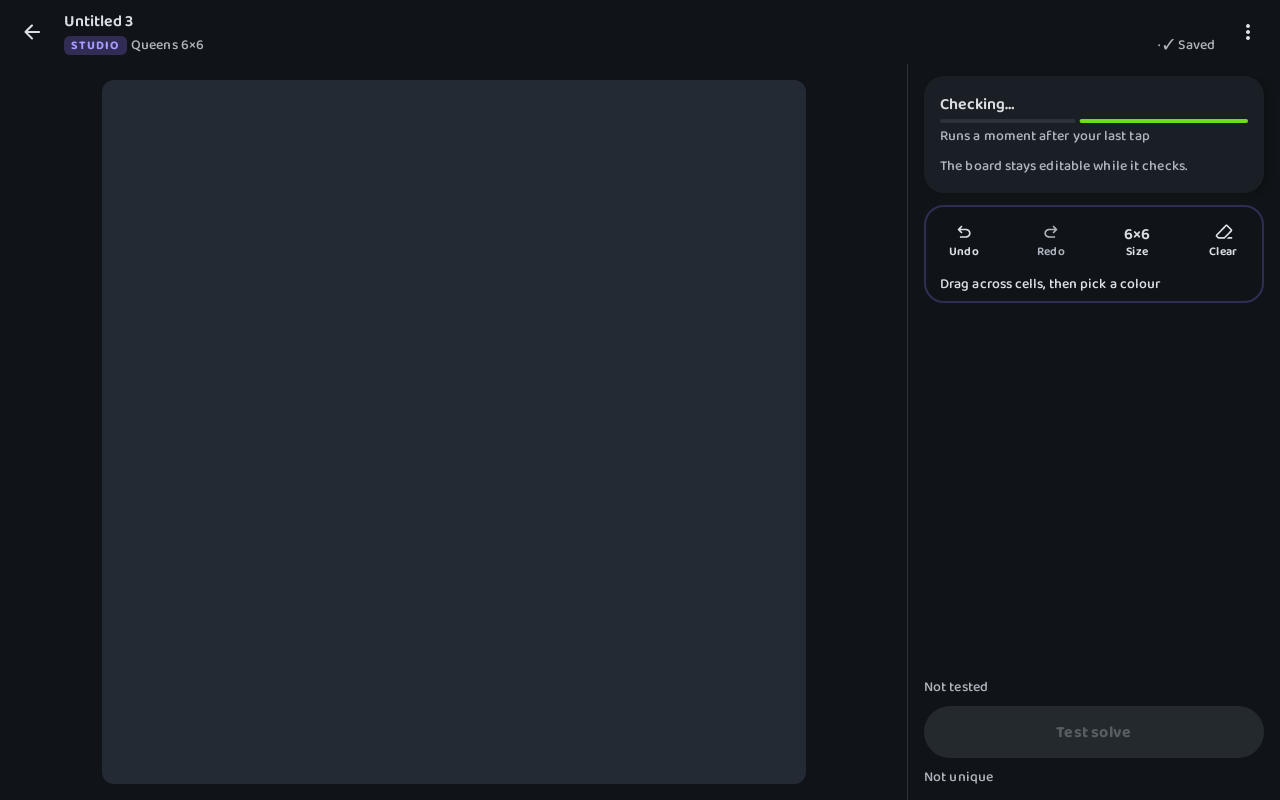 Untitled 3
STUDIO Queens 6×6
· ✓ Saved
Checking...
Runs a moment after your last tap
The board stays editable while it checks.
6×6
Undo Redo Size Clear
Drag across cells, then pick a colour
Not tested
Test solve
Not unique